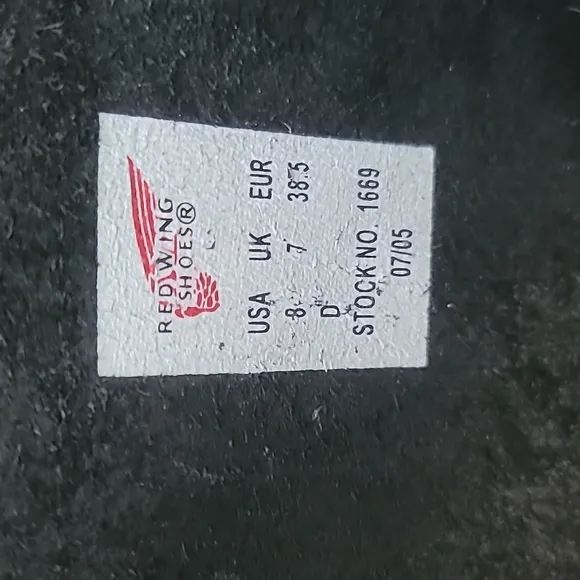 RED WING
SHOES®
USA UK EUR
8 7 38.5
D
STOCK NO. 1669
07/05